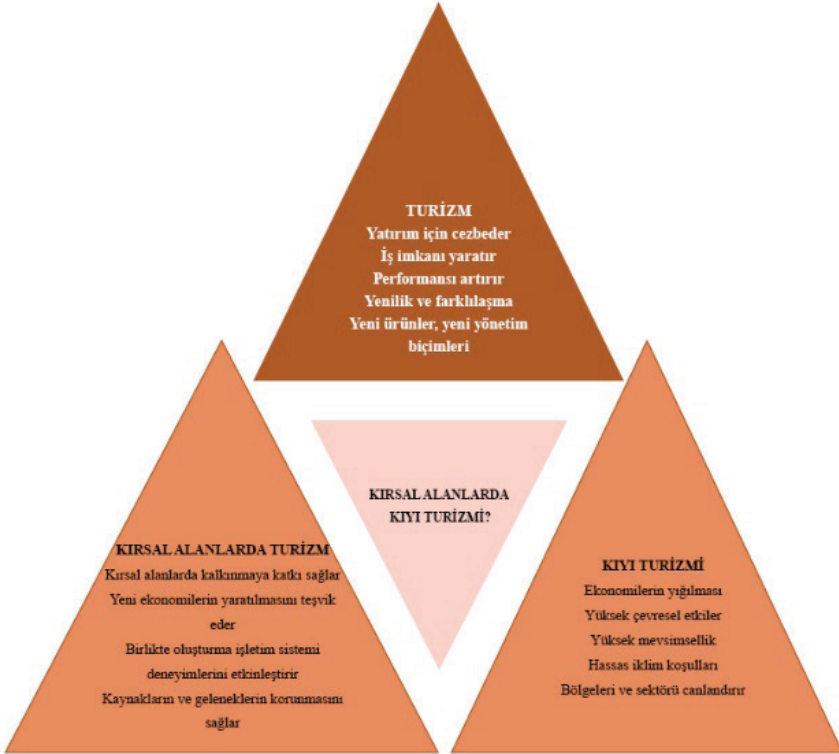 TURİZM
Yatırım için cezbeder
İş imkanı yaratır
Performansı artırır
Yenilik ve farklılaşma
Yeni ürünler, yeni yönetim
biçimleri
KIRSAL ALANLARDA
KIYI TURİZMİ?
KIRSAL ALANLARDA TURİZM
Kırsal alanlarda kalkınmaya katkı sağlar
Yeni ekonomilerin yaratılmasını teşvik
eder
Birlikte oluşturma işletim sistemi
deneyimlerini etkinleştirir
Kaynakların ve geleneklerin korunmasını
sağlar
KIYI TURİZMİ
Ekonomilerin yığılması
Yüksek çevresel etkiler
Yüksek mevsimsellik
Hassas iklim koşulları
Bölgeleri ve sektörü canlandırır